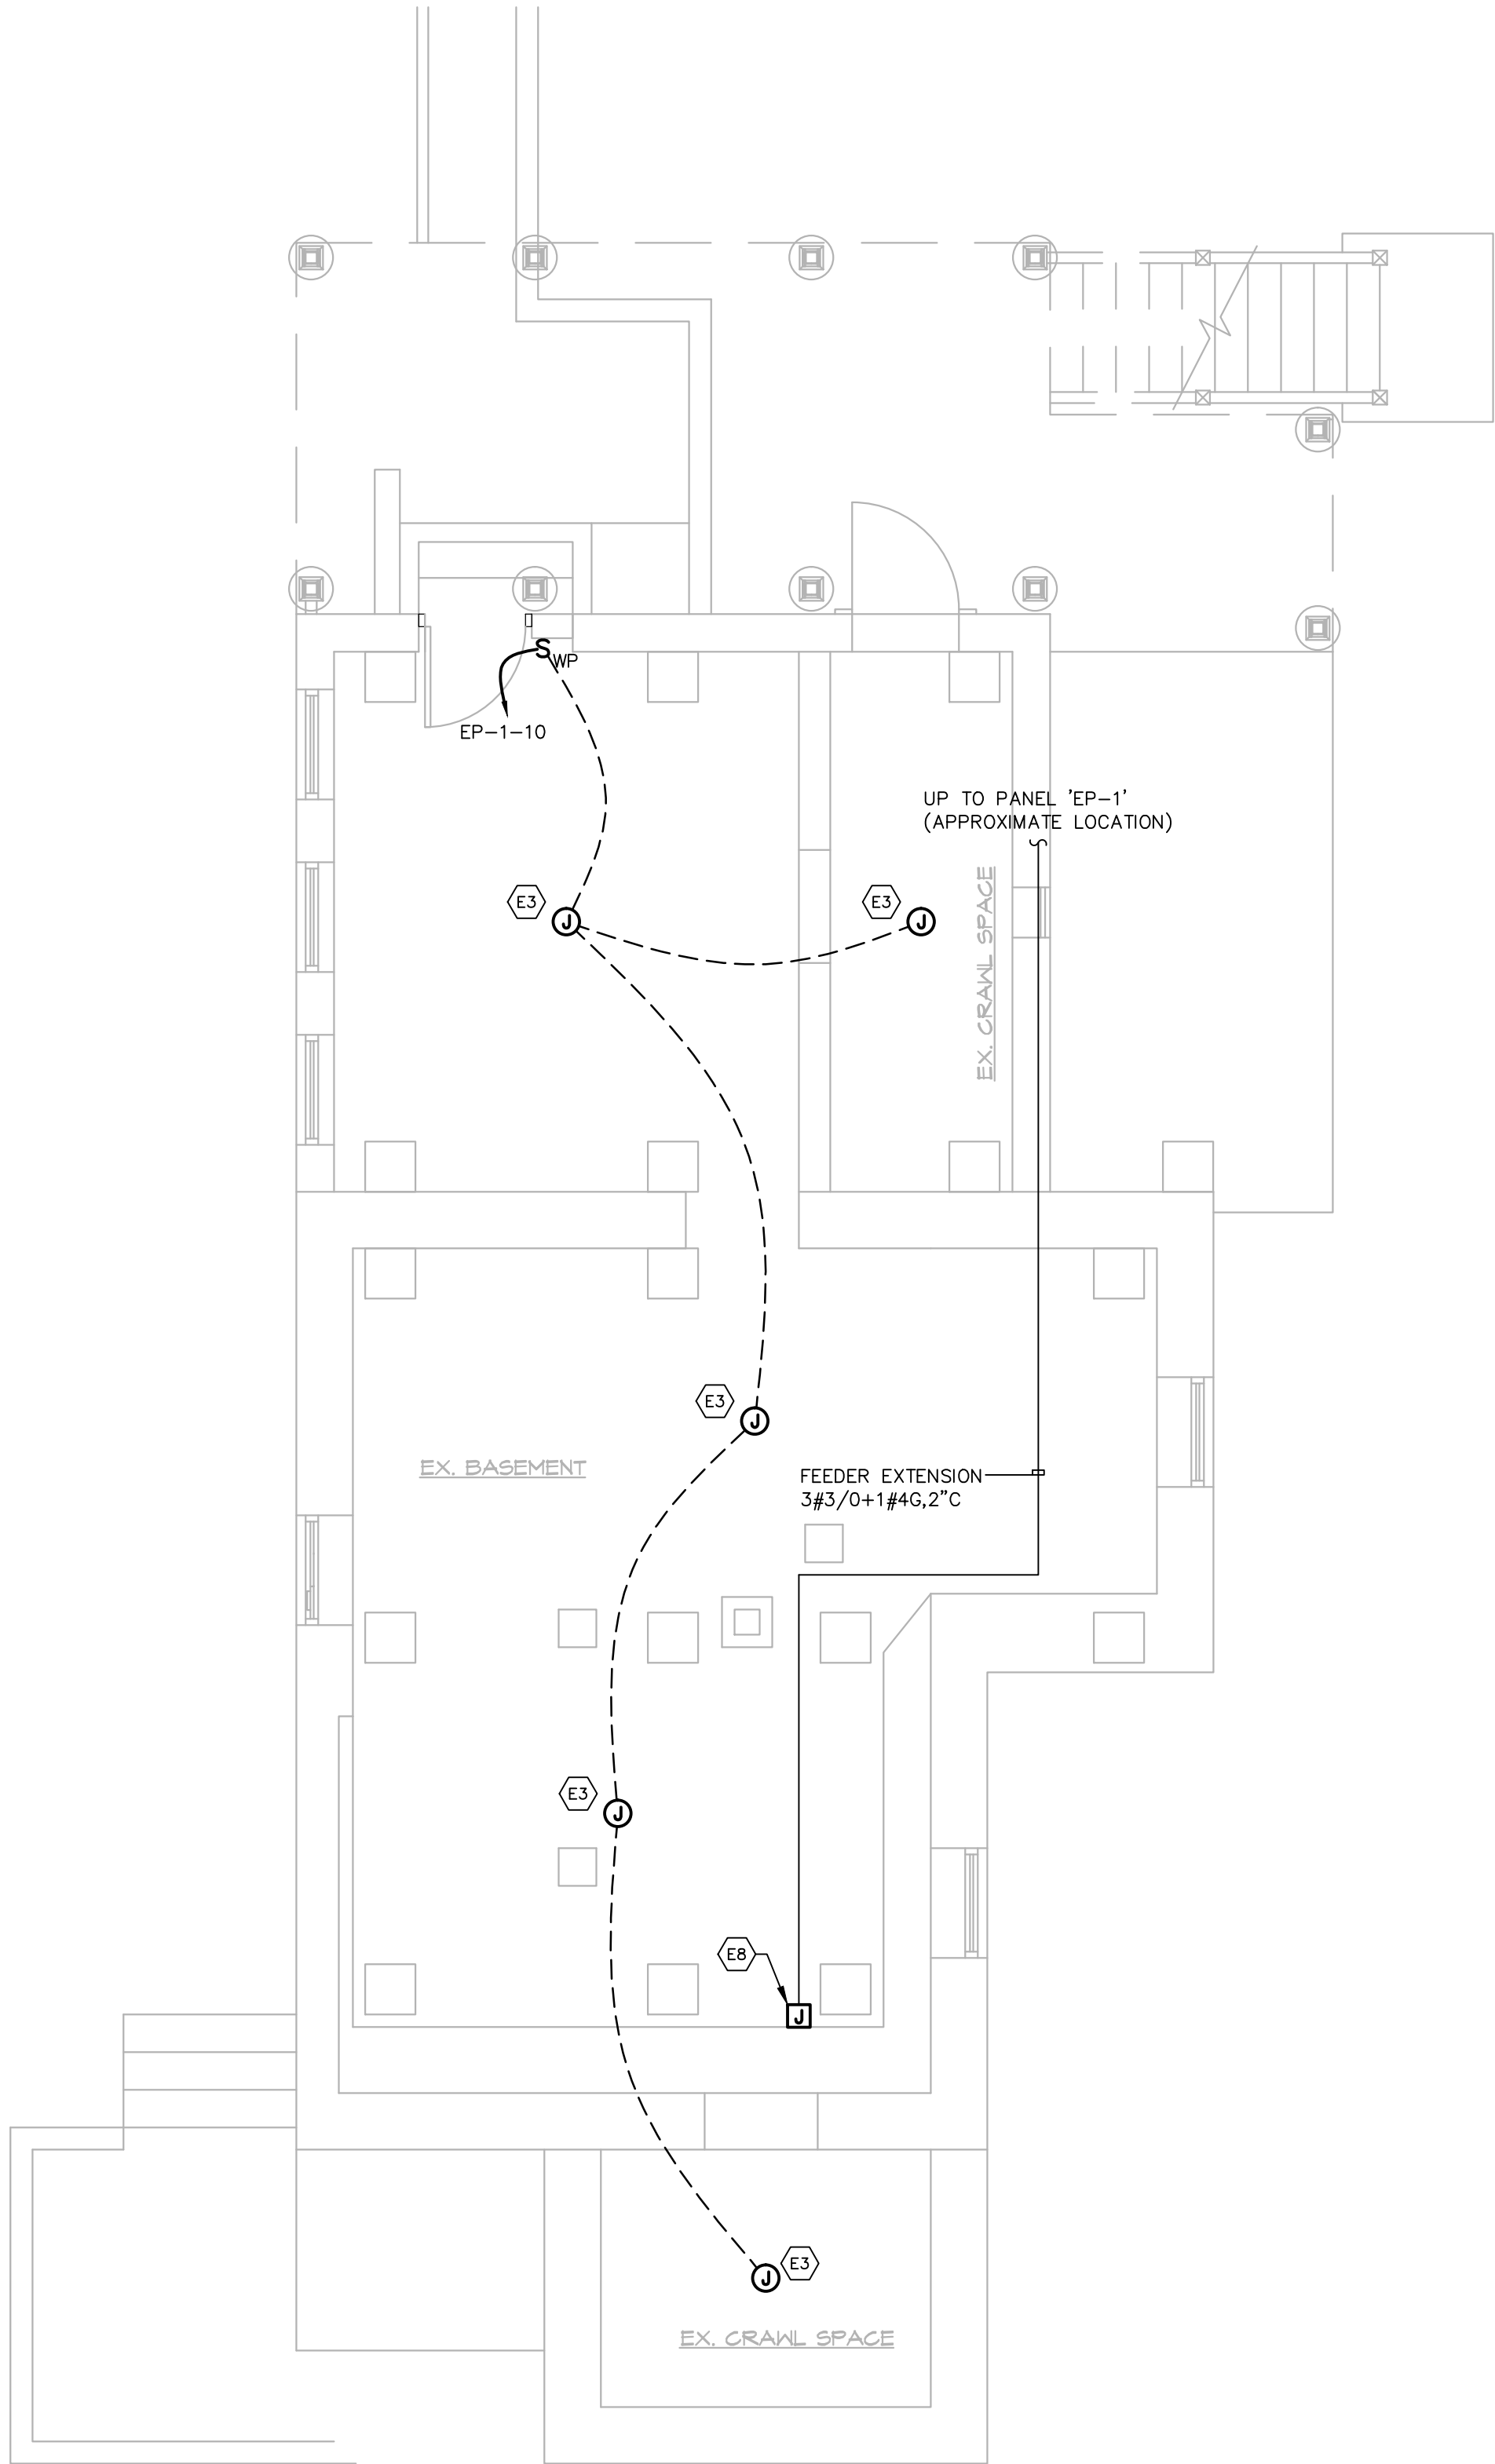 S
WP
EP-1-10
UP TO PANEL 'EP-1'
(APPROXIMATE LOCATION)
E3
J
E3
J
EX. CRAWL SPACE
E3
J
EX. BASEMENT
FEEDER EXTENSION
3#3/0+1#4G,2"C
E3
J
E8
J
E3
J
EX. CRAWL SPACE